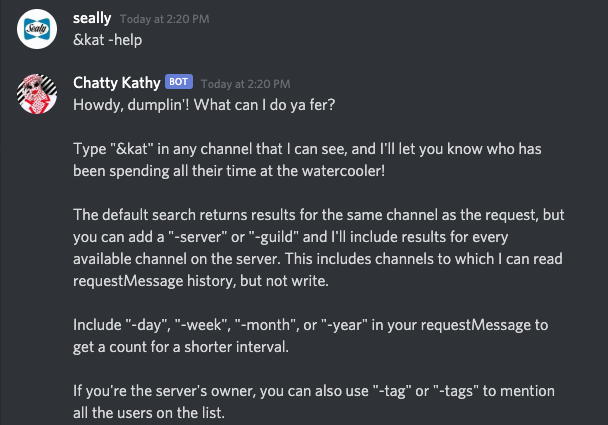 seally Today at 2:20 PM
Sealy
&kat -help
Chatty Kathy BOT Today at 2:20 PM
Howdy, dumplin'! What can I do ya fer?
Type "&kat" in any channel that I can see, and I'll let you know who has
been spending all their time at the watercooler!
The default search returns results for the same channel as the request, but
you can add a "-server" or "-guild" and I'll include results for every
available channel on the server. This includes channels to which I can read
requestMessage history, but not write.
Include "-day", "-week", "-month", or "-year" in your requestMessage to
get a count for a shorter interval.
If you're the server's owner, you can also use "-tag" or "-tags" to mention
all the users on the list.